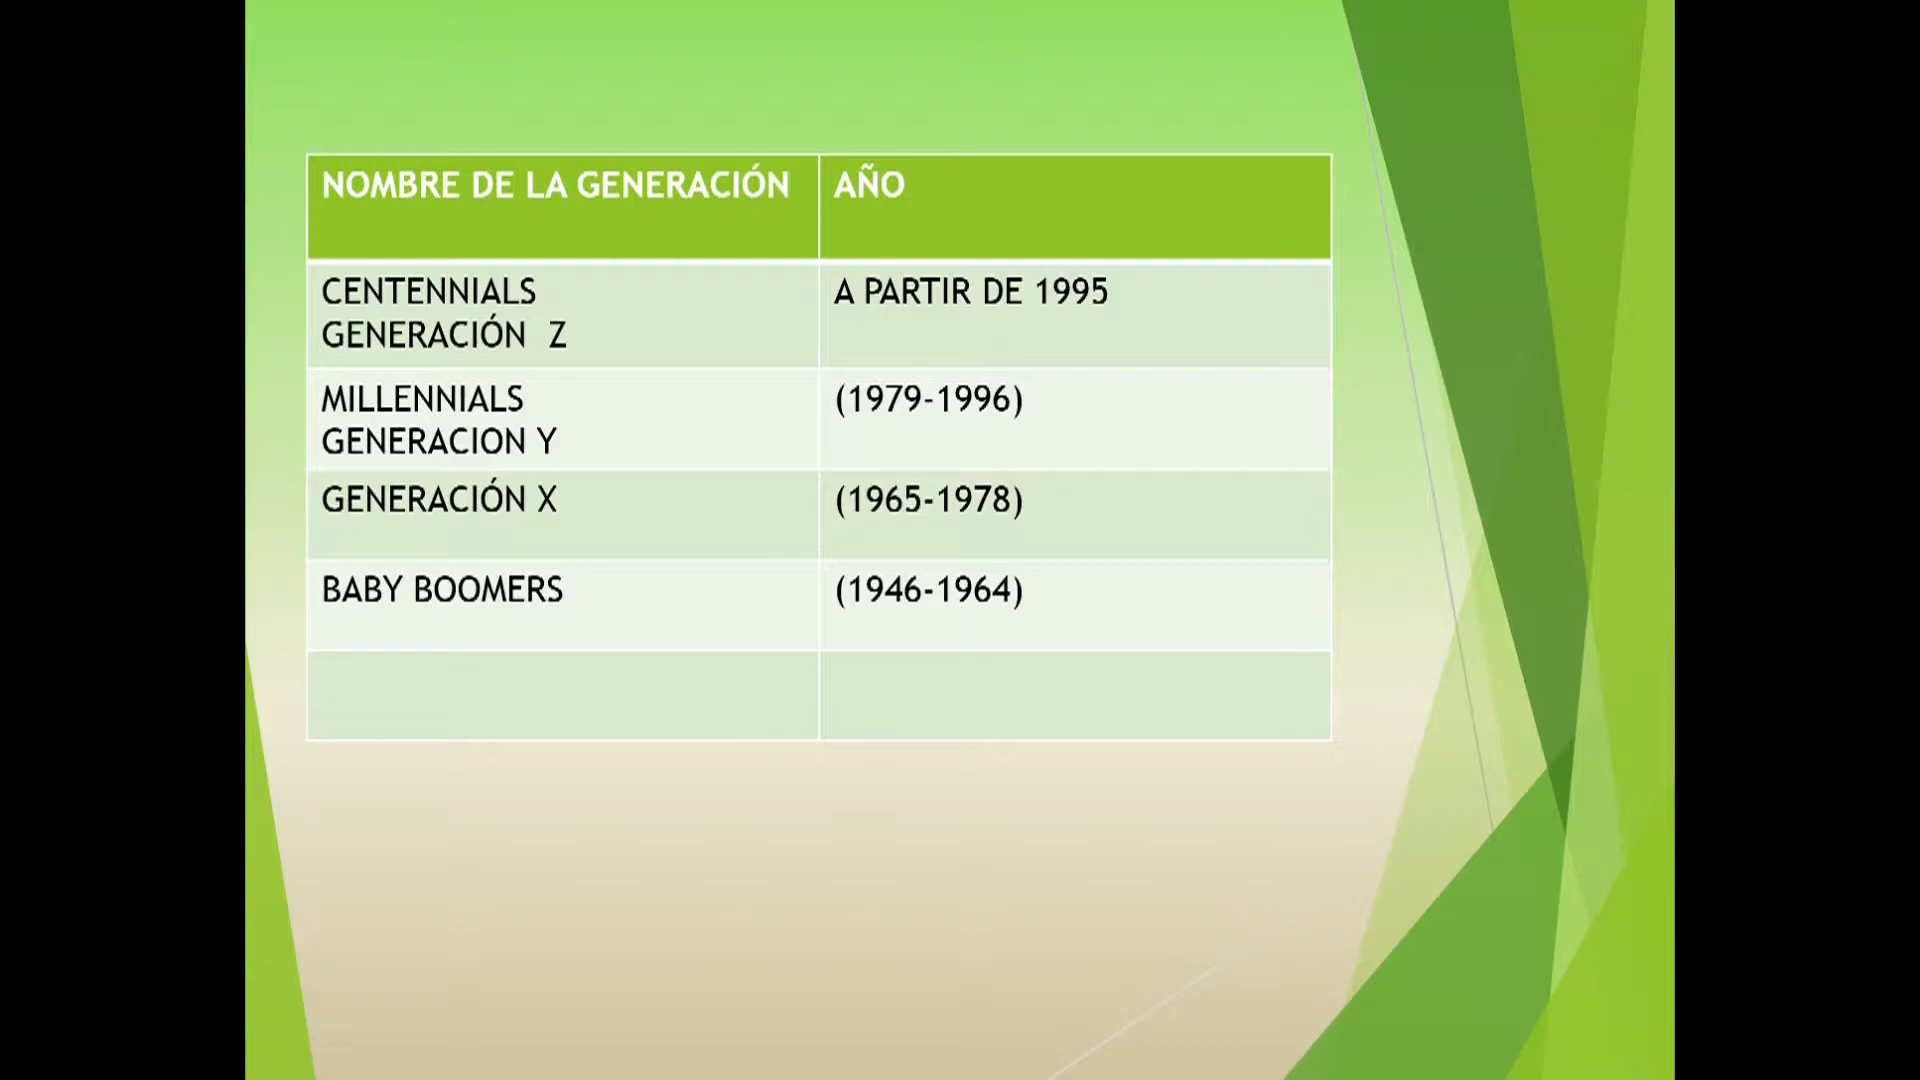 NOMBRE DE LA GENERACIÓN
AÑO
CENTENNIALS
GENERACIÓN  Z
A PARTIR DE 1995
MILLENNIALS
GENERACION Y
(1979-1996)
GENERACIÓN X
(1965-1978)
BABY BOOMERS
(1946-1964)